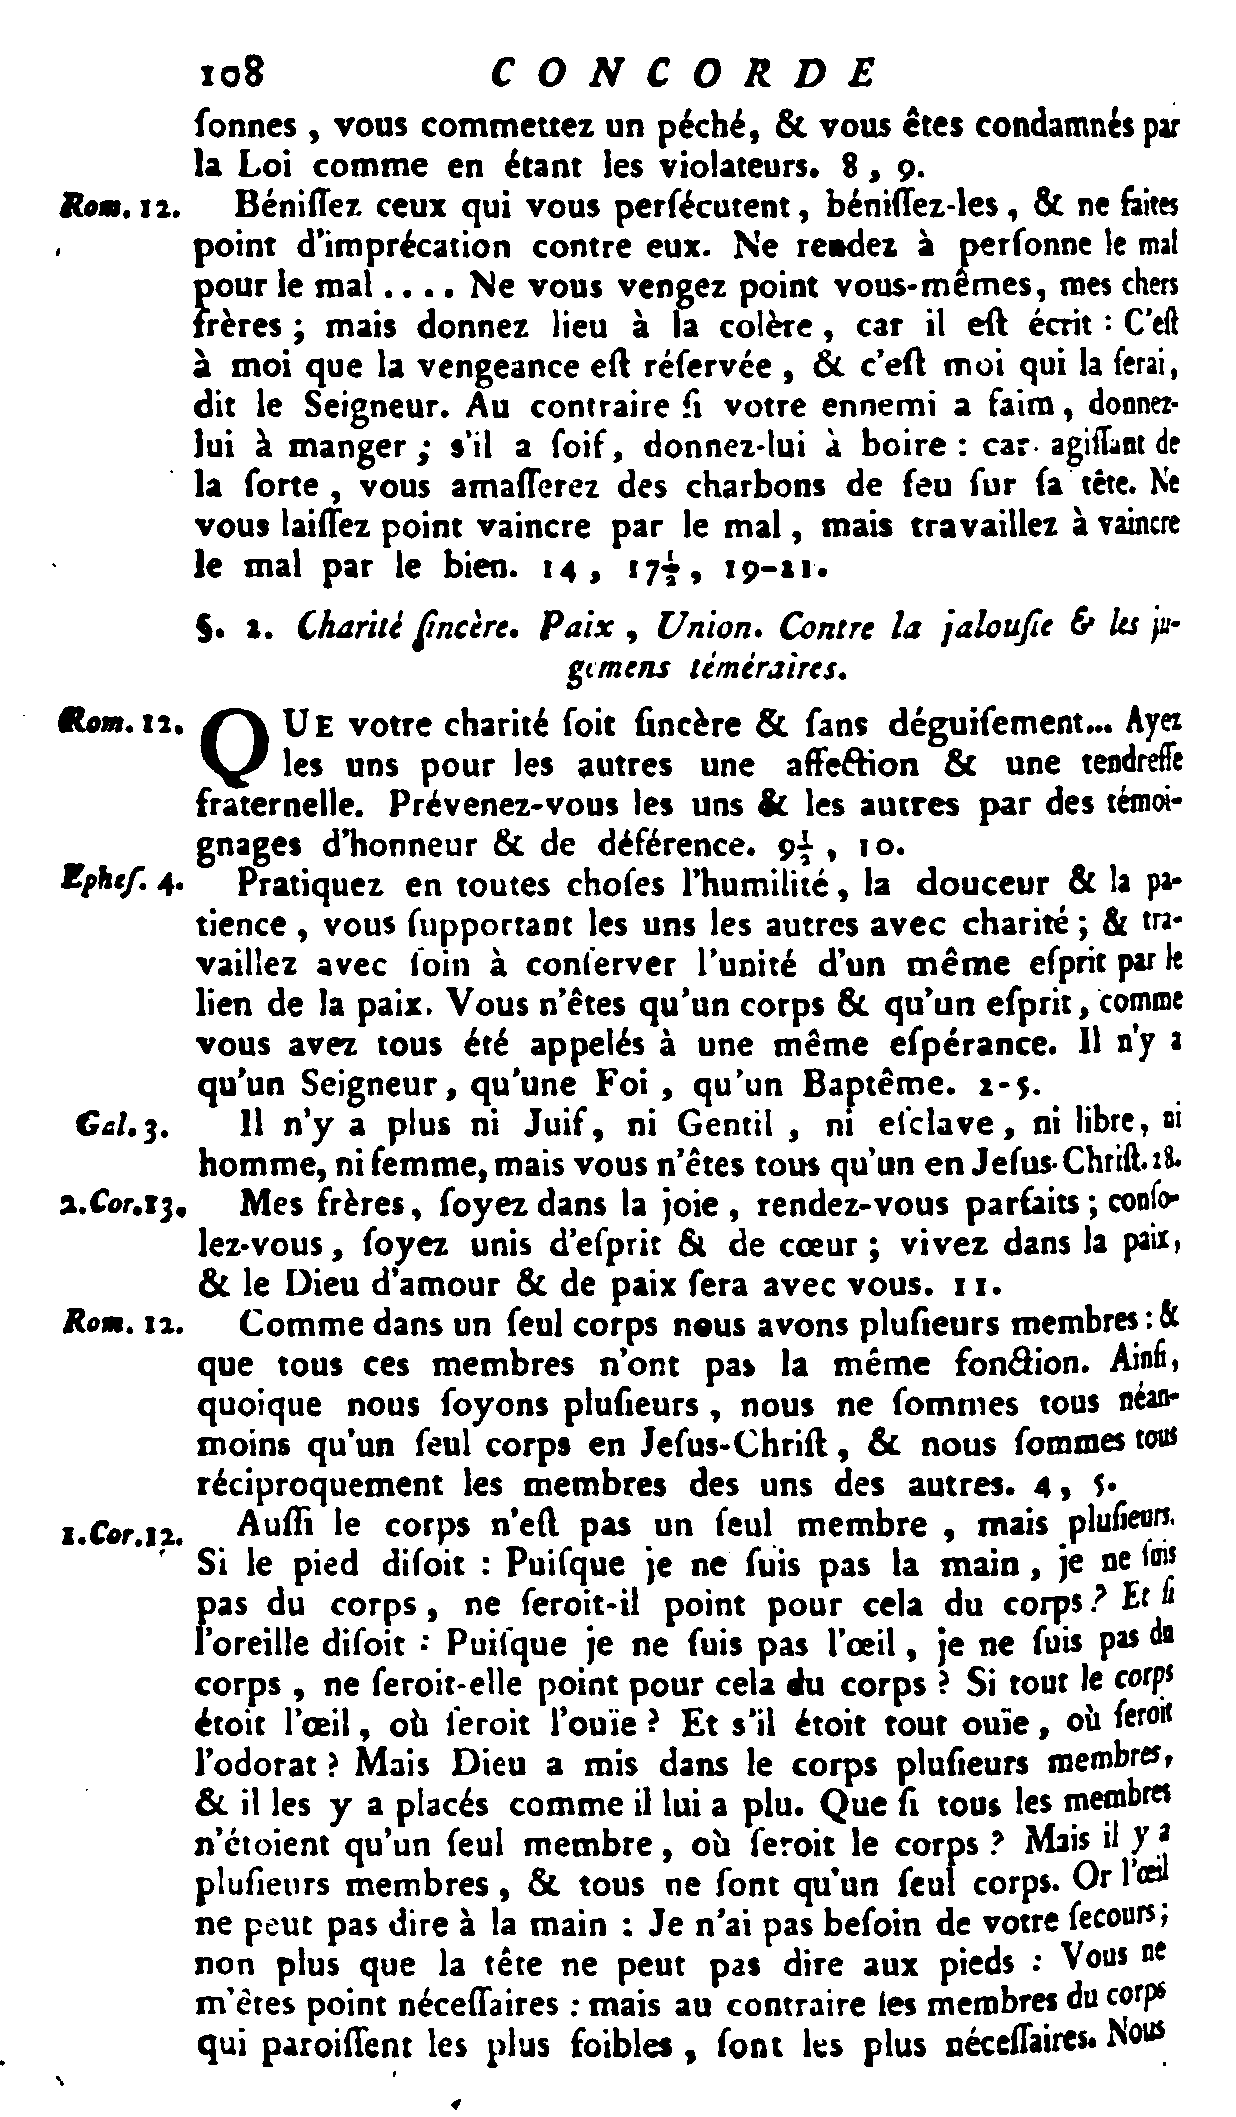 108 CONCORDE
ſonnes, vous commettez un péché, & vous êtes condamnés par
la Loi comme en étant les violateurs. 8, 9.
Rom. 12. Béniſſez ceux qui vous perſécutent, béniſſez-les, & ne faites
point d'imprécation contre eux. Ne rendez à perſonne le mal
pour le mal .... Ne vous vengez point vous-mêmes, mes chers
frères; mais donnez lieu à la colère, car il eſt écrit : C'eſt
à moi que la vengeance eſt réſervée, & c'eſt moi qui la ferai,
dit le Seigneur. Au contraire ſi votre ennemi a faim, donnez-
lui à manger; s'il a ſoif, donnez-lui à boire : car agiſſant de
la ſorte, vous amaſſerez des charbons de feu ſur ſa tête. Ne
vous laiſſez point vaincre par le mal, mais travaillez à vaincre
le mal par le bien. 14, 17½, 19-21.
§. 2. Charité ſincère. Paix, Union. Contre la jalouſie & les ju-
gemens téméraires.
Rom. 12. QUE votre charité ſoit ſincère & ſans déguiſement... Ayez
les uns pour les autres une affection & une tendreſſe
fraternelle. Prévenez-vous les uns & les autres par des témoi-
gnages d'honneur & de déférence. 9½, 10.
Epheſ. 4. Pratiquez en toutes choſes l'humilité, la douceur & la pa-
tience, vous ſupportant les uns les autres avec charité; & tra-
vaillez avec ſoin à conſerver l'unité d'un même eſprit par le
lien de la paix. Vous n'êtes qu'un corps & qu'un eſprit, comme
vous avez tous été appelés à une même eſpérance. Il n'y a
qu'un Seigneur, qu'une Foi, qu'un Baptême. 2-5.
Gal. 3. Il n'y a plus ni Juif, ni Gentil, ni eſclave, ni libre, ni
homme, ni femme, mais vous n'êtes tous qu'un en Jeſus-Chriſt. 28.
2. Cor. 13. Mes frères, ſoyez dans la joie, rendez-vous parfaits; conſo-
lez-vous, ſoyez unis d'eſprit & de cœur; vivez dans la paix,
& le Dieu d'amour & de paix ſera avec vous. 11.
Rom. 12. Comme dans un ſeul corps nous avons pluſieurs membres : &
que tous ces membres n'ont pas la même fonction. Ainſi,
quoique nous ſoyons pluſieurs, nous ne ſommes tous néan-
moins qu'un ſeul corps en Jeſus-Chriſt, & nous ſommes tous
réciproquement les membres des uns des autres. 4, 5.
1. Cor. 12. Auſſi le corps n'eſt pas un ſeul membre, mais pluſieurs.
Si le pied diſoit : Puiſque je ne ſuis pas la main, je ne ſuis
pas du corps, ne ſeroit-il point pour cela du corps? Et ſi
l'oreille diſoit : Puiſque je ne ſuis pas l'œil, je ne ſuis pas du
corps, ne ſeroit-elle point pour cela du corps? Si tout le corps
étoit l'œil, où ſeroit l'ouïe? Et s'il étoit tout ouïe, où ſeroit
l'odorat? Mais Dieu a mis dans le corps pluſieurs membres,
& il les y a placés comme il lui a plu. Que ſi tous les membres
n'étoient qu'un ſeul membre, où ſeroit le corps? Mais il y a
pluſieurs membres, & tous ne ſont qu'un ſeul corps. Or l'œil
ne peut pas dire à la main : Je n'ai pas beſoin de votre ſecours;
non plus que la tête ne peut pas dire aux pieds : Vous ne
m'êtes point néceſſaires : mais au contraire les membres du corps
qui paroiſſent les plus foibles, ſont les plus néceſſaires. Nous